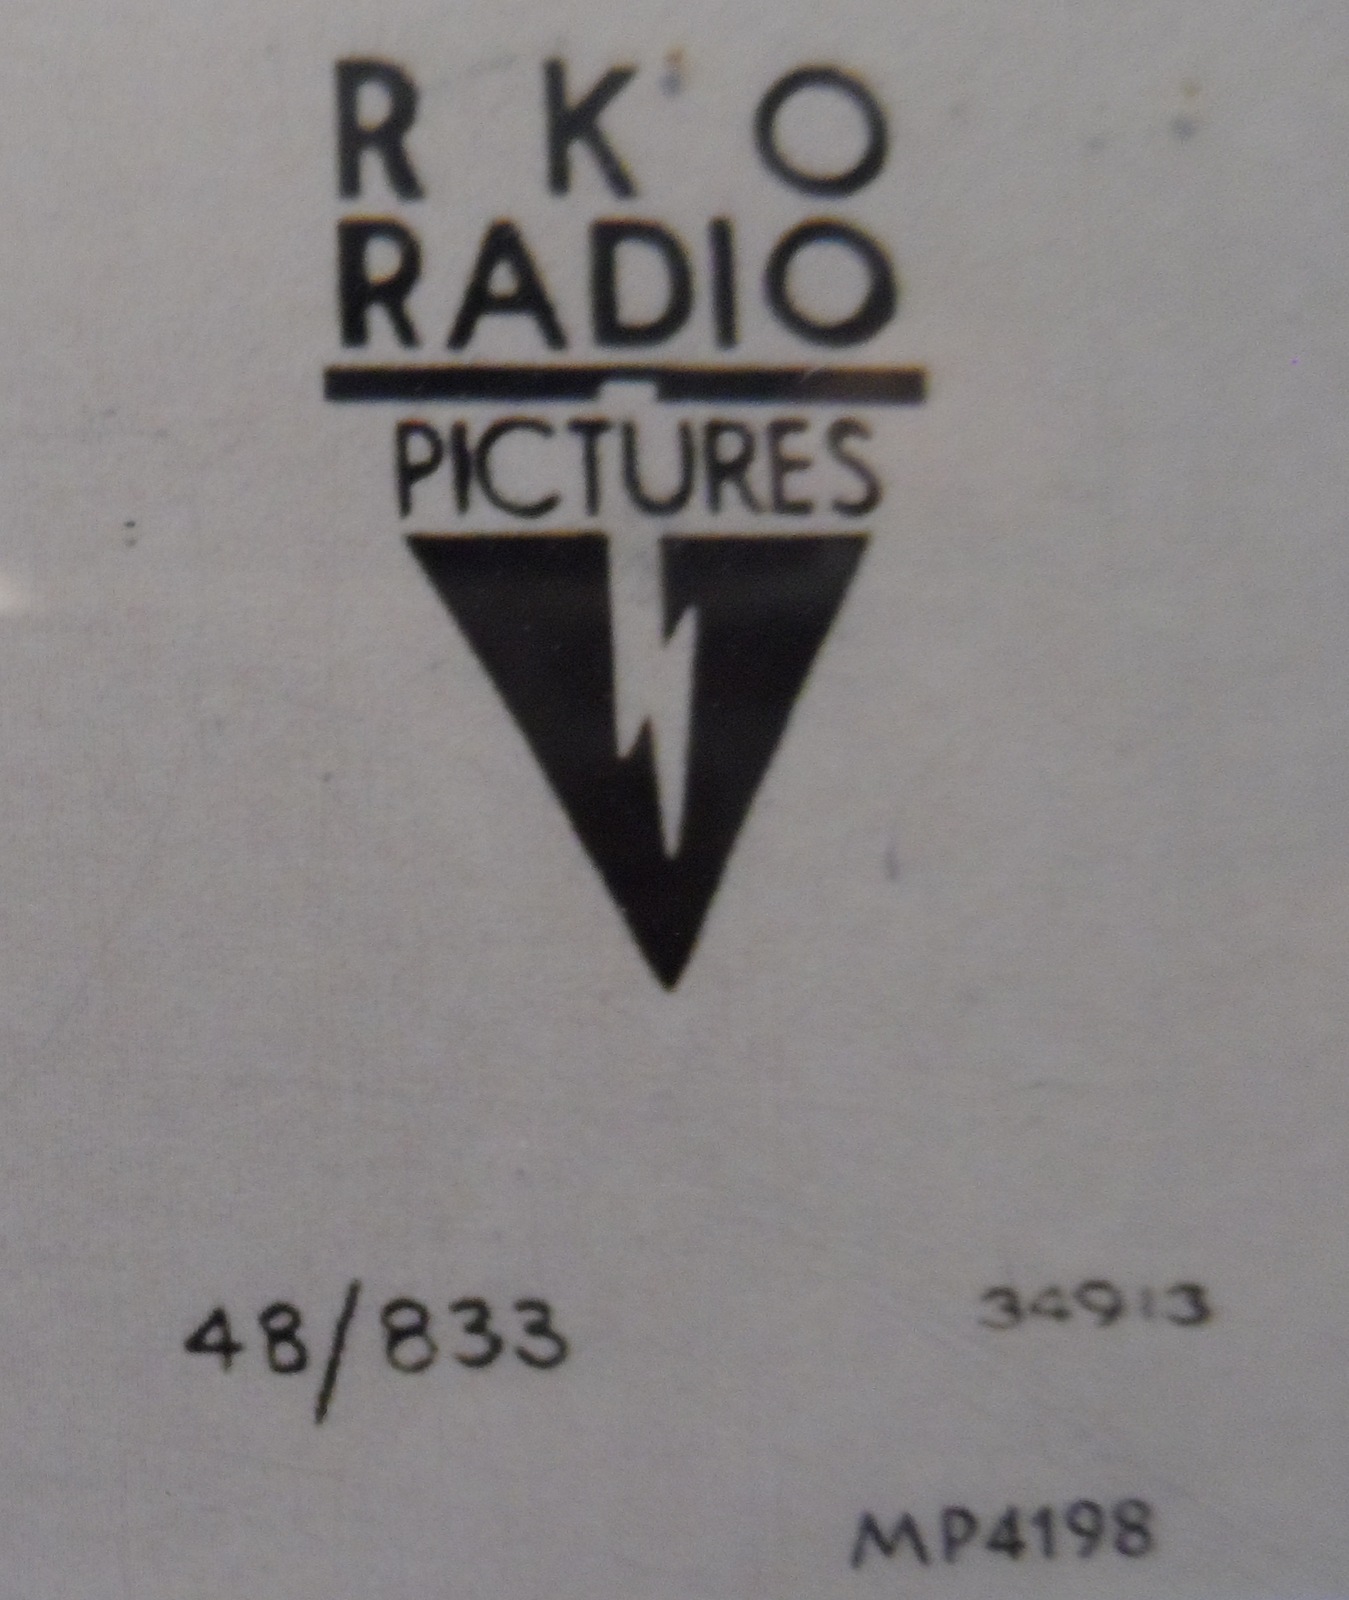 R K O
RADIO
PICTURES
48/833
34913
MP4198